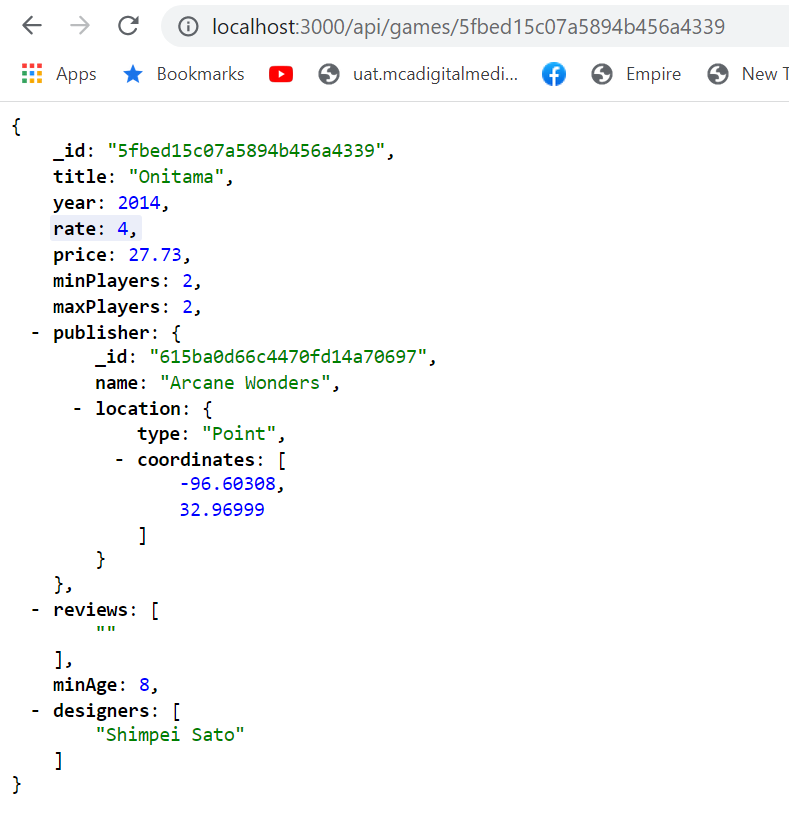 localhost:3000/api/games/5fbed15c07a5894b456a4339
Apps Bookmarks uat.mcadigitalmedi... Empire New T
{
_id: "5fbed15c07a5894b456a4339",
title: "Onitama",
year: 2014,
rate: 4,
price: 27.73,
minPlayers: 2,
maxPlayers: 2,
- publisher: {
_id: "615ba0d66c4470fd14a70697",
name: "Arcane Wonders",
- location: {
type: "Point",
- coordinates: [
-96.60308,
32.96999
]
}
},
- reviews: [
""
],
minAge: 8,
- designers: [
"Shimpei Sato"
]
}